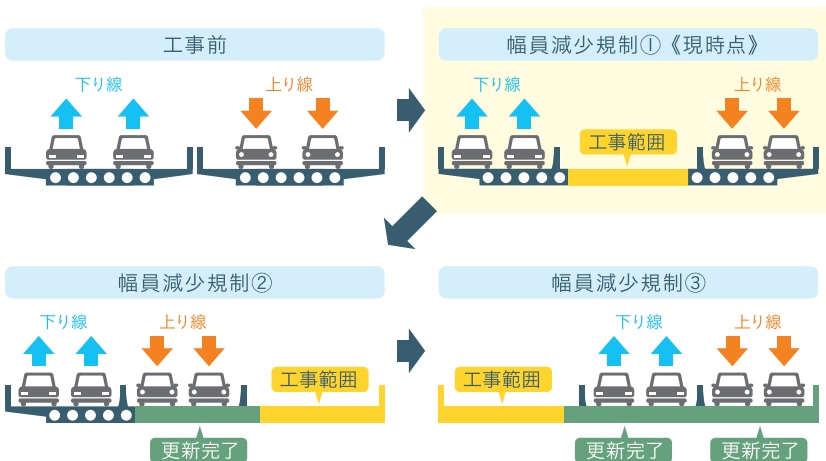 工事前
幅員減少規制①《現時点》
下り線
上り線
下り線
上り線
工事範囲
幅員減少規制②
幅員減少規制③
下り線
上り線
下り線
上り線
工事範囲
工事範囲
更新完了
更新完了
更新完了